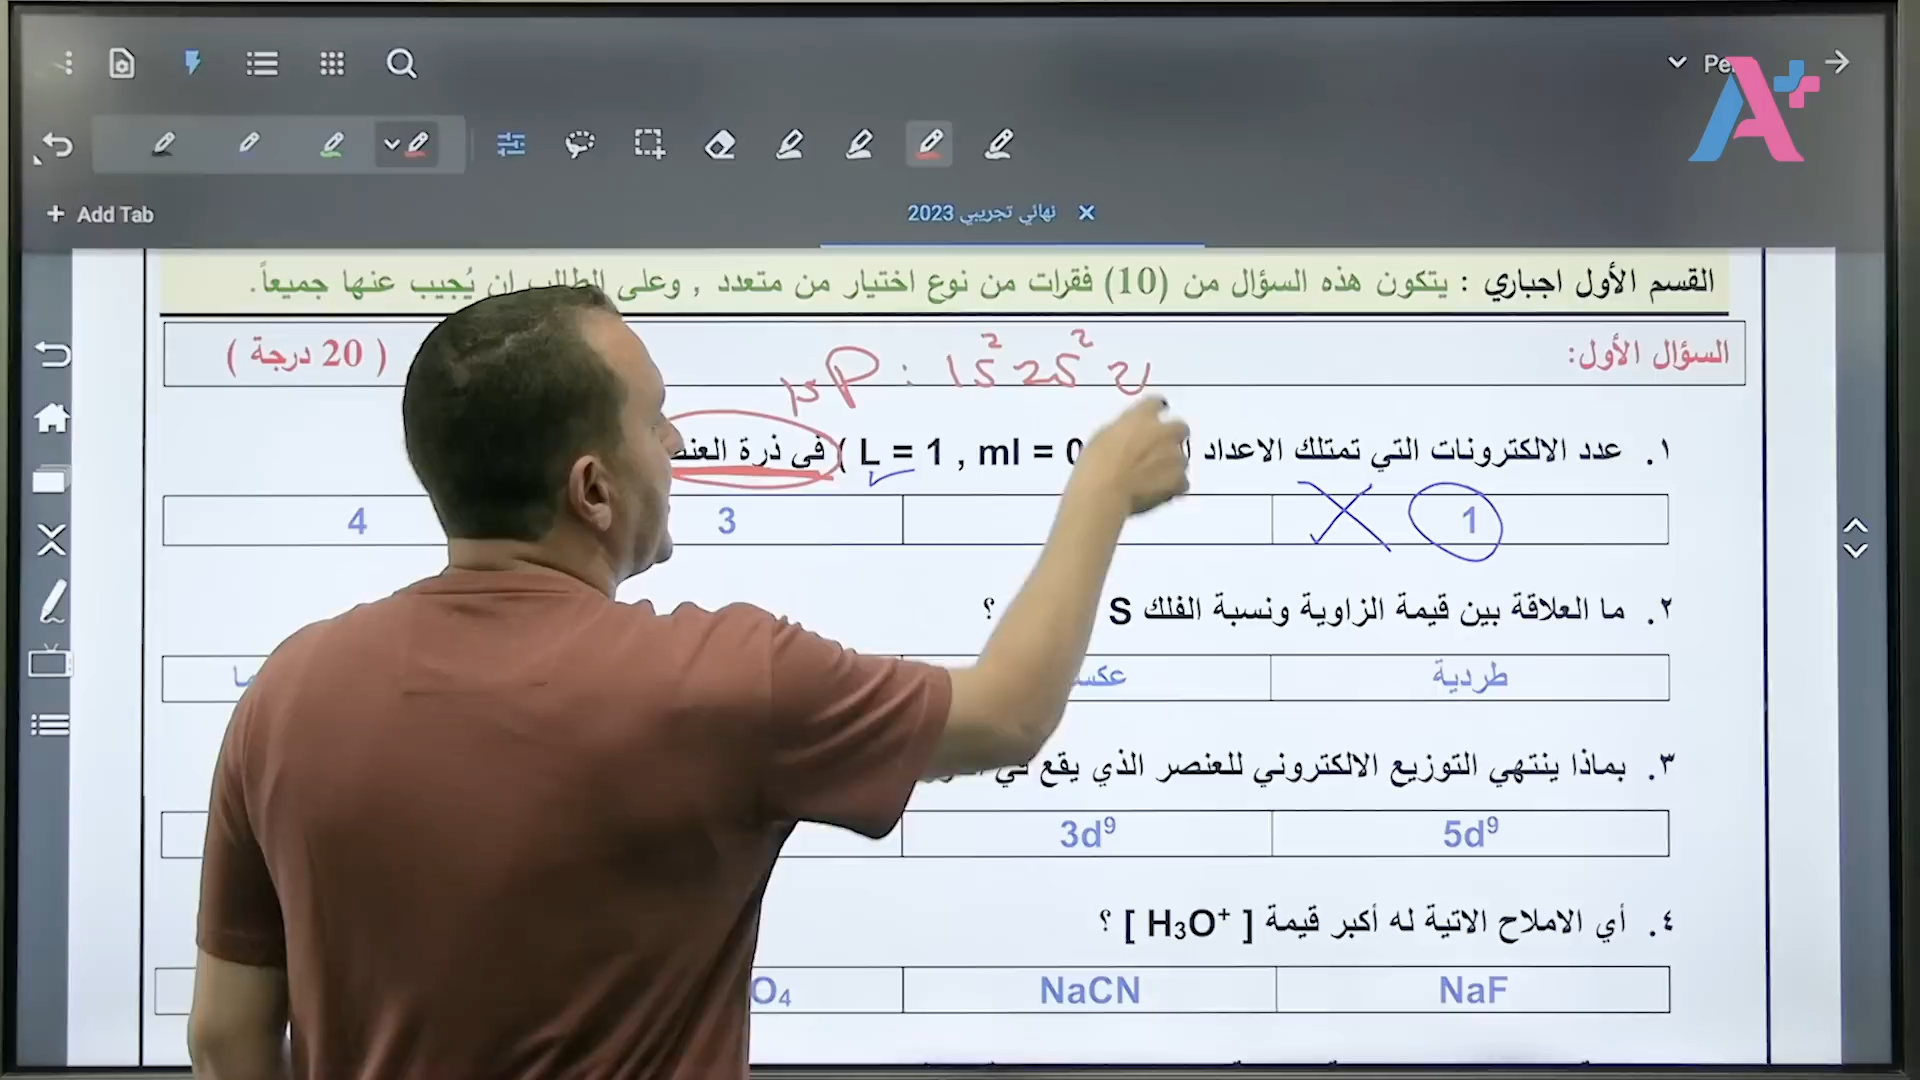 Add Tab
نهائي تجريبي 2023
A+
القسم الأول اجباري : يتكون هذه السؤال من (10) فقرات من نوع اختيار من متعدد , وعلى الطالب ان يُجيب عنها جميعاً.
السؤال الأول:
( 20 درجة )
15P : 1s² 2s² 2
١. عدد الالكترونات التي تمتلك الاعداد ( L = 1 , ml = 0 في ذرة
1
3
4
٢. ما العلاقة بين قيمة الزاوية ونسبة الفلك S ؟
طردية
٣. بماذا ينتهي التوزيع الالكتروني للعنصر الذي يقع في
5d⁹
3d⁹
٤. أي الاملاح الاتية له أكبر قيمة [ H₃O⁺ ] ؟
NaF
NaCN
O₄